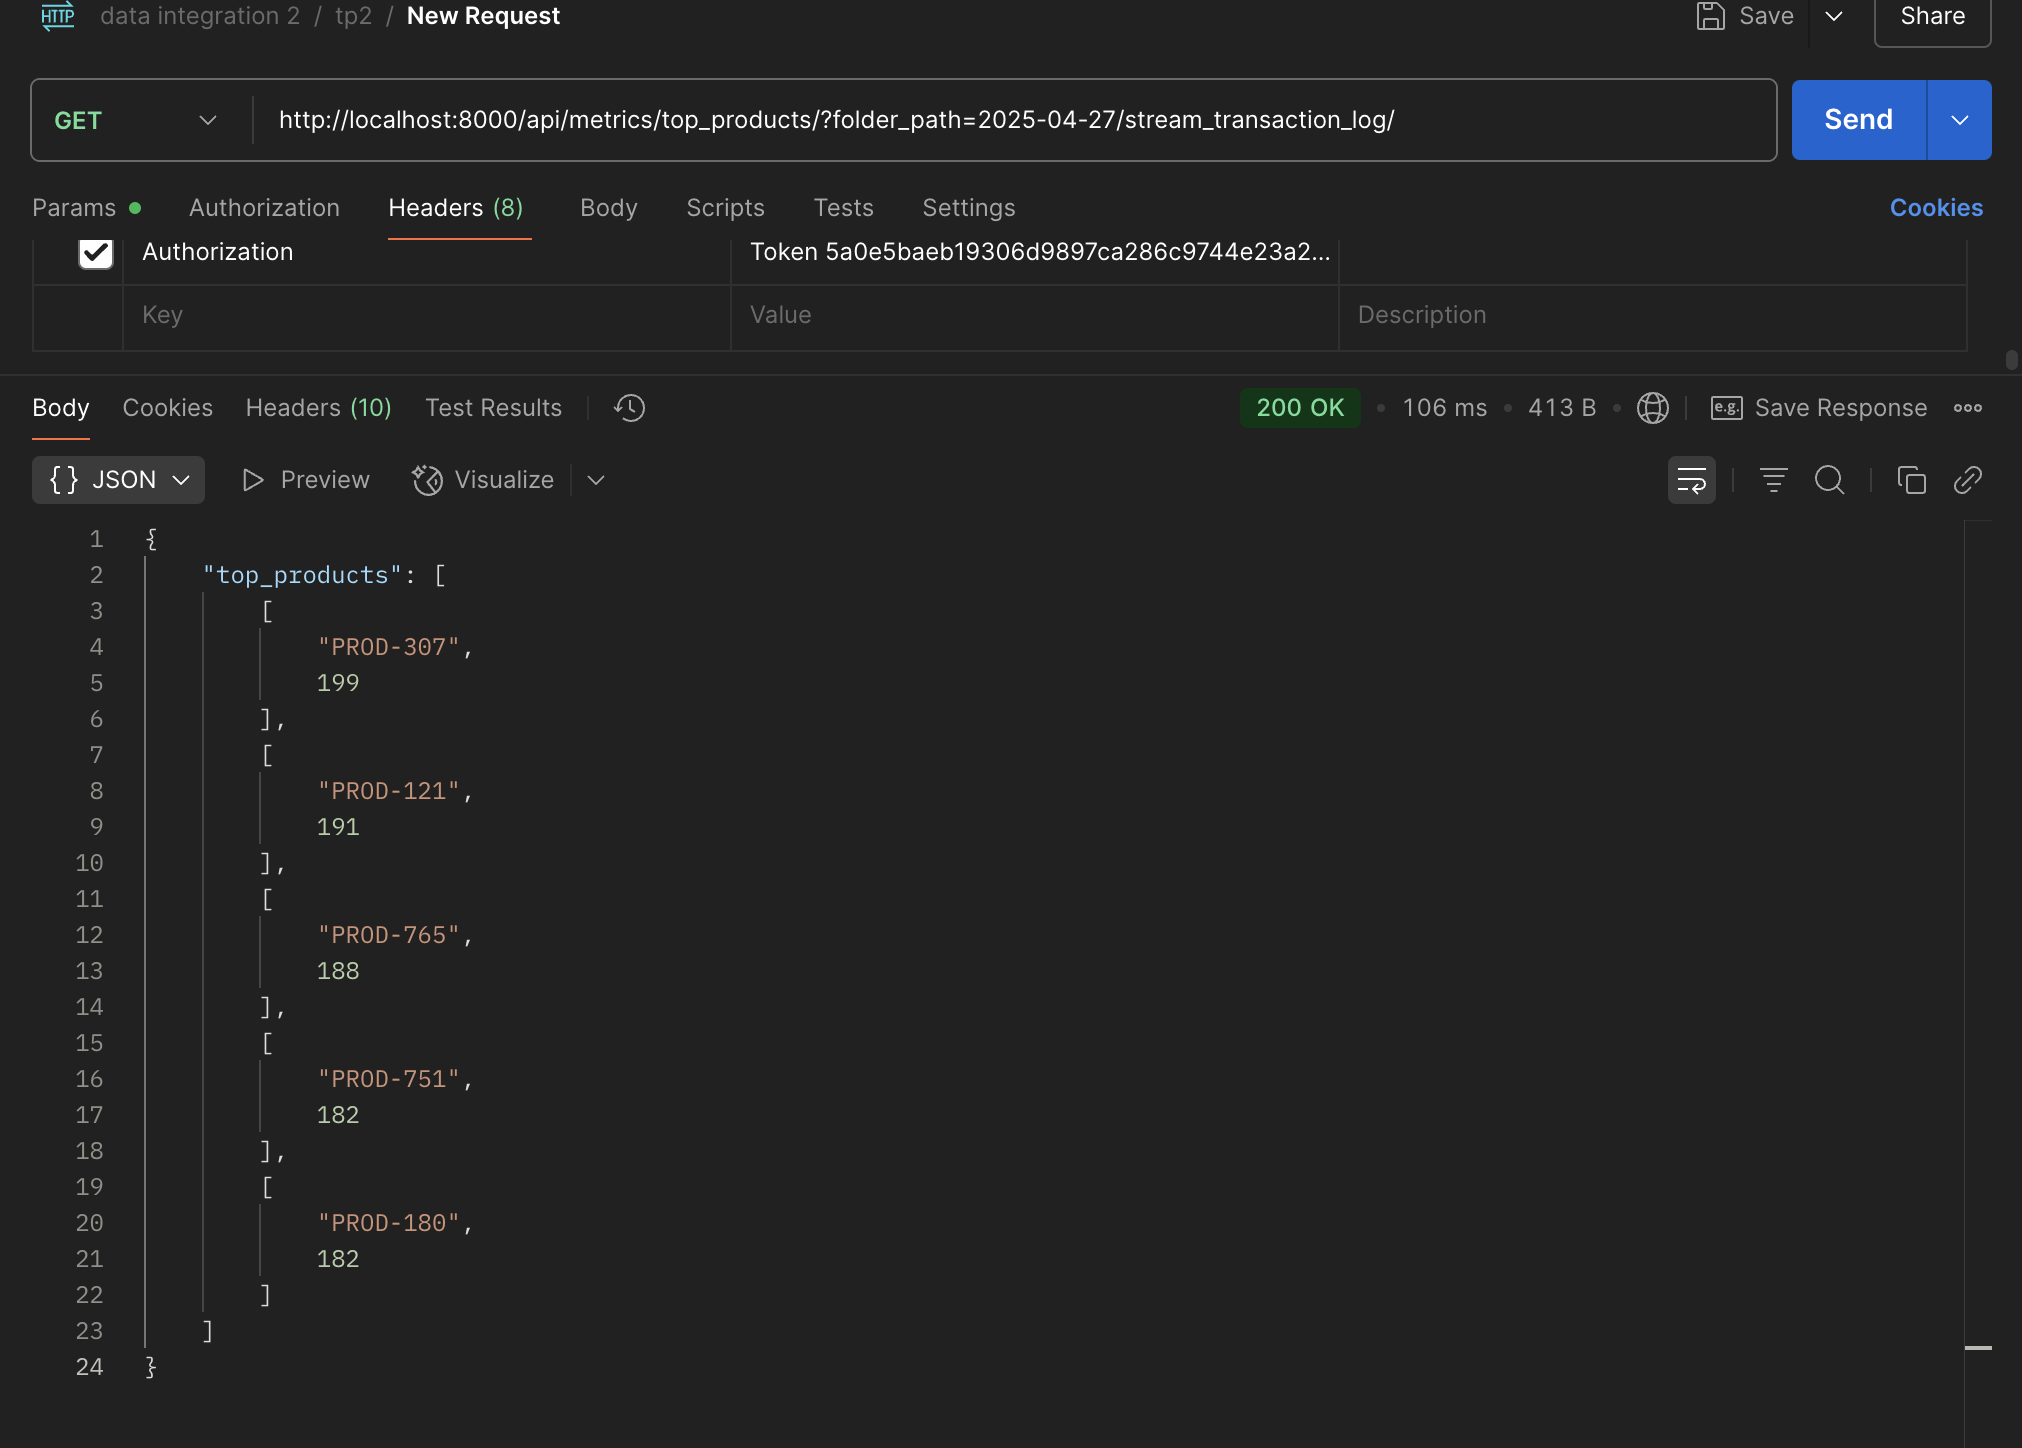 HTTP data integration 2 / tp2 / New Request Save Share
GET http://localhost:8000/api/metrics/top_products/?folder_path=2025-04-27/stream_transaction_log/ Send
Params Authorization Headers (8) Body Scripts Tests Settings Cookies
Authorization Token 5a0e5baeb19306d9897ca286c9744e23a2...
Key Value Description
Body Cookies Headers (10) Test Results 200 OK • 106 ms • 413 B • e.g. Save Response
{} JSON Preview Visualize
1 {
2 "top_products": [
3 [
4 "PROD-307",
5 199
6 ],
7 [
8 "PROD-121",
9 191
10 ],
11 [
12 "PROD-765",
13 188
14 ],
15 [
16 "PROD-751",
17 182
18 ],
19 [
20 "PROD-180",
21 182
22 ]
23 ]
24 }